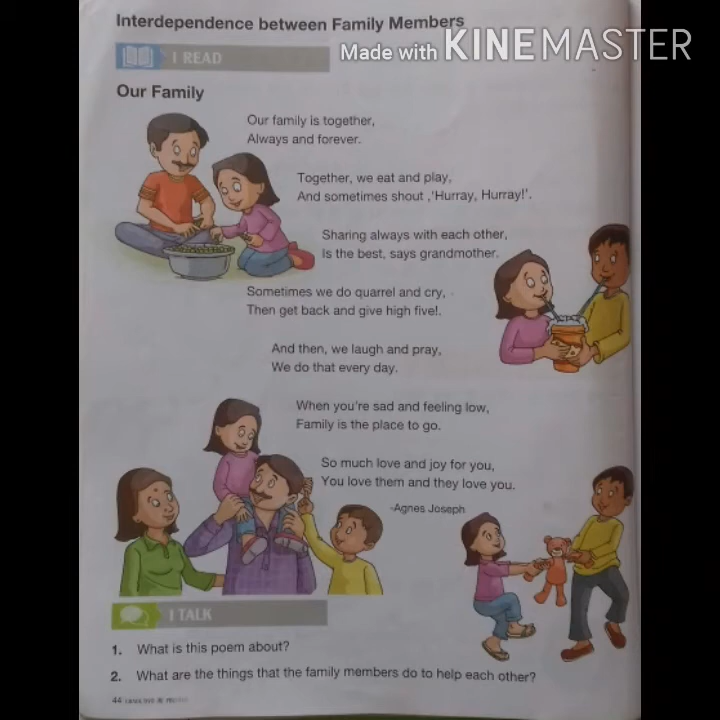 Interdependence between Family Members
Made with KINEMASTER
I READ
Our Family
Our family is together,
Always and forever.
Together, we eat and play,
And sometimes shout ,'Hurray, Hurray!'.
Sharing always with each other,
Is the best, says grandmother.
Sometimes we do quarrel and cry,
Then get back and give high five!.
And then, we laugh and pray,
We do that every day.
When you're sad and feeling low,
Family is the place to go.
So much love and joy for you,
You love them and they love you.
-Agnes Joseph
I TALK
1. What is this poem about?
2. What are the things that the family members do to help each other?
44